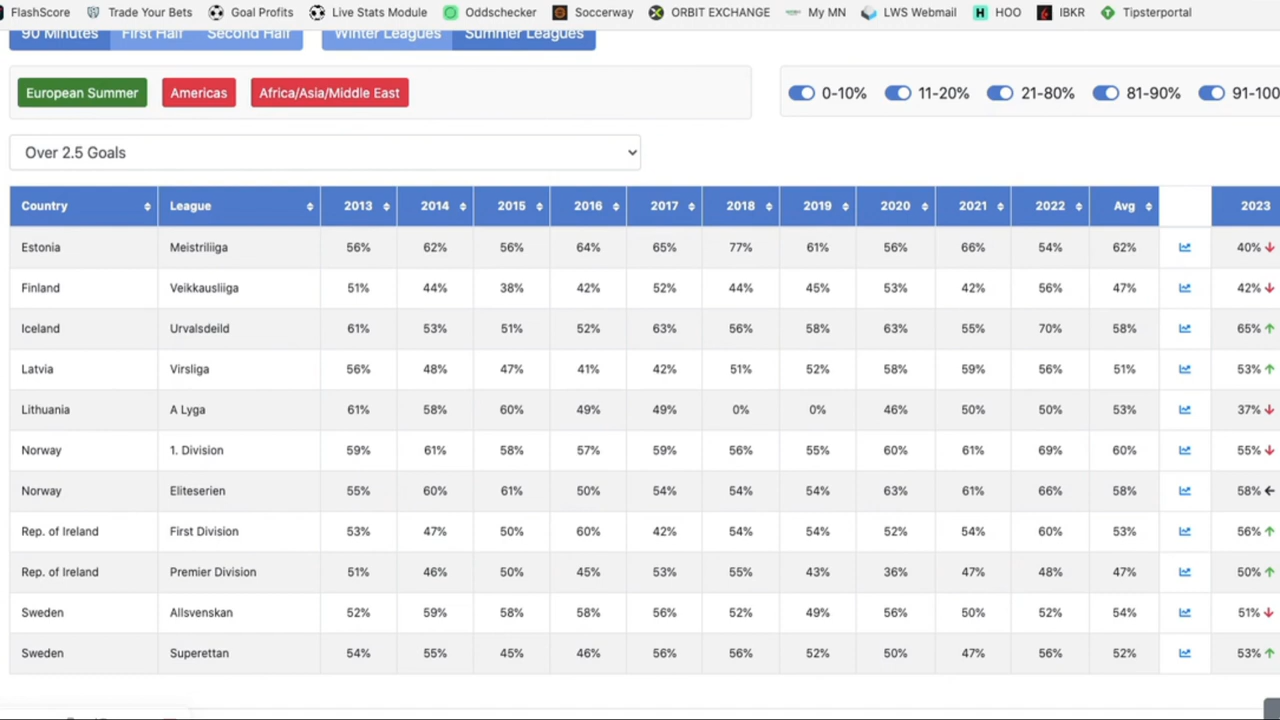 FlashScore Trade Your Bets Goal Profits Live Stats Module Oddschecker Soccerway ORBIT EXCHANGE My MN LWS Webmail HOO IBKR Tipsterportal
90 Minutes First Half Second Half Winter Leagues Summer Leagues
European Summer Americas Africa/Asia/Middle East 0-10% 11-20% 21-80% 81-90% 91-100
Over 2.5 Goals
Country League 2013 2014 2015 2016 2017 2018 2019 2020 2021 2022 Avg 2023
Estonia Meistriliiga 56% 62% 56% 64% 65% 77% 61% 56% 66% 54% 62% 40% ↓
Finland Veikkausliiga 51% 44% 38% 42% 52% 44% 45% 53% 42% 56% 47% 42% ↓
Iceland Urvalsdeild 61% 53% 51% 52% 63% 56% 58% 63% 55% 70% 58% 65% ↑
Latvia Virsliga 56% 48% 47% 41% 42% 51% 52% 58% 59% 56% 51% 53% ↑
Lithuania A Lyga 61% 58% 60% 49% 49% 0% 0% 46% 50% 50% 53% 37% ↓
Norway 1. Division 59% 61% 58% 57% 59% 56% 55% 60% 61% 69% 60% 55% ↓
Norway Eliteserien 55% 60% 61% 50% 54% 54% 54% 63% 61% 66% 58% 58% ←
Rep. of Ireland First Division 53% 47% 50% 60% 42% 54% 54% 52% 54% 60% 53% 56% ↑
Rep. of Ireland Premier Division 51% 46% 50% 45% 53% 55% 43% 36% 47% 48% 47% 50% ↑
Sweden Allsvenskan 52% 59% 58% 58% 56% 52% 49% 56% 50% 52% 54% 51% ↓
Sweden Superettan 54% 55% 45% 46% 56% 56% 52% 50% 47% 56% 52% 53% ↑